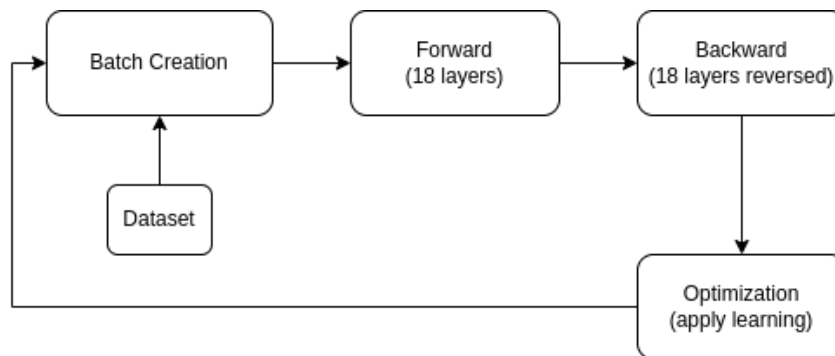 Batch Creation
Forward
(18 layers)
Backward
(18 layers reversed)
Dataset
Optimization
(apply learning)